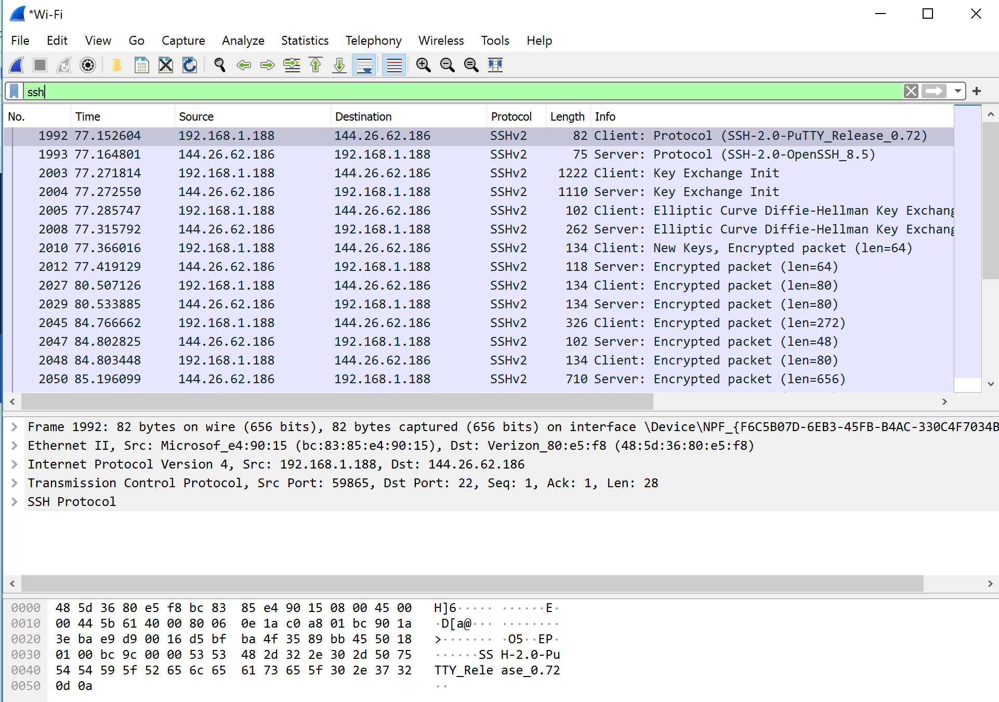 *Wi-Fi
File Edit View Go Capture Analyze Statistics Telephony Wireless Tools Help
ssh
No. Time Source Destination Protocol Length Info
1992 77.152604 192.168.1.188 144.26.62.186 SSHv2 82 Client: Protocol (SSH-2.0-PuTTY_Release_0.72)
1993 77.164801 144.26.62.186 192.168.1.188 SSHv2 75 Server: Protocol (SSH-2.0-OpenSSH_8.5)
2003 77.271814 192.168.1.188 144.26.62.186 SSHv2 1222 Client: Key Exchange Init
2004 77.272550 144.26.62.186 192.168.1.188 SSHv2 1110 Server: Key Exchange Init
2005 77.285747 192.168.1.188 144.26.62.186 SSHv2 102 Client: Elliptic Curve Diffie-Hellman Key Exchang
2008 77.315792 144.26.62.186 192.168.1.188 SSHv2 262 Server: Elliptic Curve Diffie-Hellman Key Exchang
2010 77.366016 192.168.1.188 144.26.62.186 SSHv2 134 Client: New Keys, Encrypted packet (len=64)
2012 77.419129 144.26.62.186 192.168.1.188 SSHv2 118 Server: Encrypted packet (len=64)
2027 80.507126 192.168.1.188 144.26.62.186 SSHv2 134 Client: Encrypted packet (len=80)
2029 80.533885 144.26.62.186 192.168.1.188 SSHv2 134 Server: Encrypted packet (len=80)
2045 84.766662 192.168.1.188 144.26.62.186 SSHv2 326 Client: Encrypted packet (len=272)
2047 84.802825 144.26.62.186 192.168.1.188 SSHv2 102 Server: Encrypted packet (len=48)
2048 84.803448 192.168.1.188 144.26.62.186 SSHv2 134 Client: Encrypted packet (len=80)
2050 85.196099 144.26.62.186 192.168.1.188 SSHv2 710 Server: Encrypted packet (len=656)
Frame 1992: 82 bytes on wire (656 bits), 82 bytes captured (656 bits) on interface \Device\NPF_{F6C5B07D-6EB3-45FB-B4AC-330C4F7034B
Ethernet II, Src: Microsof_e4:90:15 (bc:83:85:e4:90:15), Dst: Verizon_80:e5:f8 (48:5d:36:80:e5:f8)
Internet Protocol Version 4, Src: 192.168.1.188, Dst: 144.26.62.186
Transmission Control Protocol, Src Port: 59865, Dst Port: 22, Seq: 1, Ack: 1, Len: 28
SSH Protocol
0000 48 5d 36 80 e5 f8 bc 83 85 e4 90 15 08 00 45 00 H]6····· ······E·
0010 00 44 5b 61 40 00 80 06 0e 1a c0 a8 01 bc 90 1a ·D[a@··· ········
0020 3e ba e9 d9 00 16 d5 bf ba 4f 35 89 bb 45 50 18 >······· ·O5··EP·
0030 01 00 bc 9c 00 00 53 53 48 2d 32 2e 30 2d 50 75 ······SS H-2.0-Pu
0040 54 54 59 5f 52 65 6c 65 61 73 65 5f 30 2e 37 32 TTY_Rele ase_0.72
0050 0d 0a ··